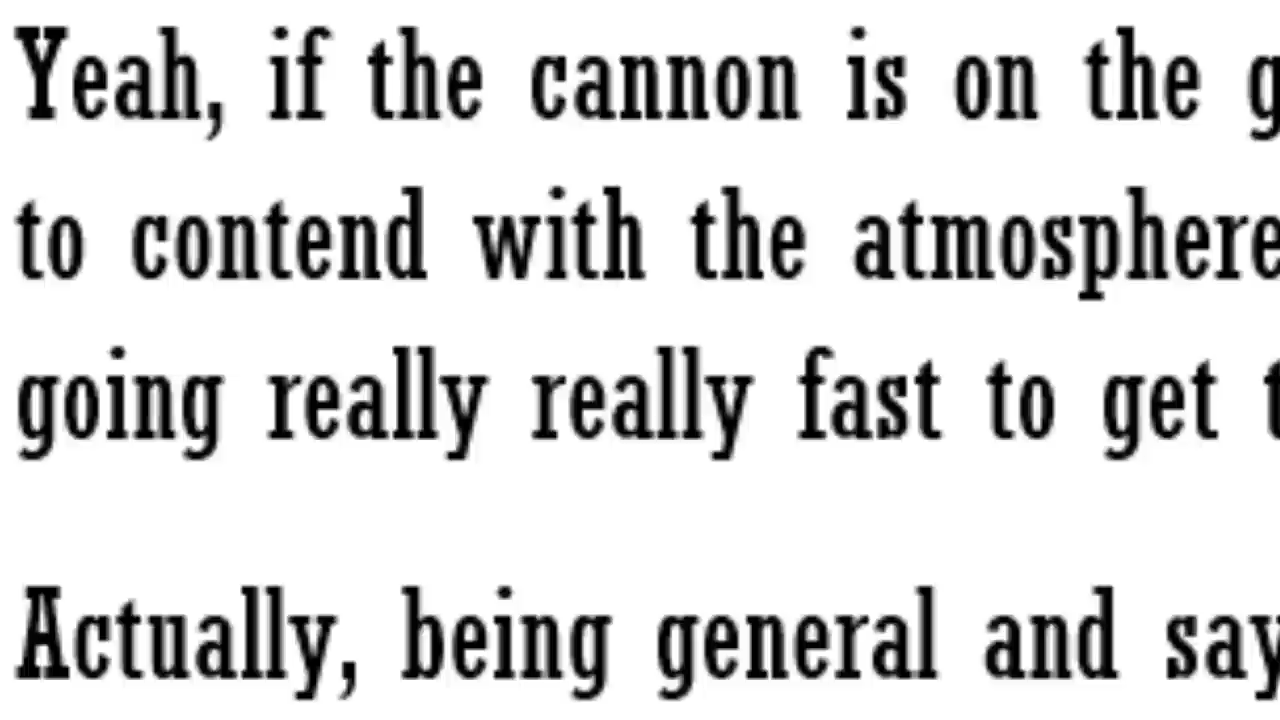 Yeah, if the cannon is on the g
to contend with the atmosphere
going really really fast to get t
Actually, being general and say